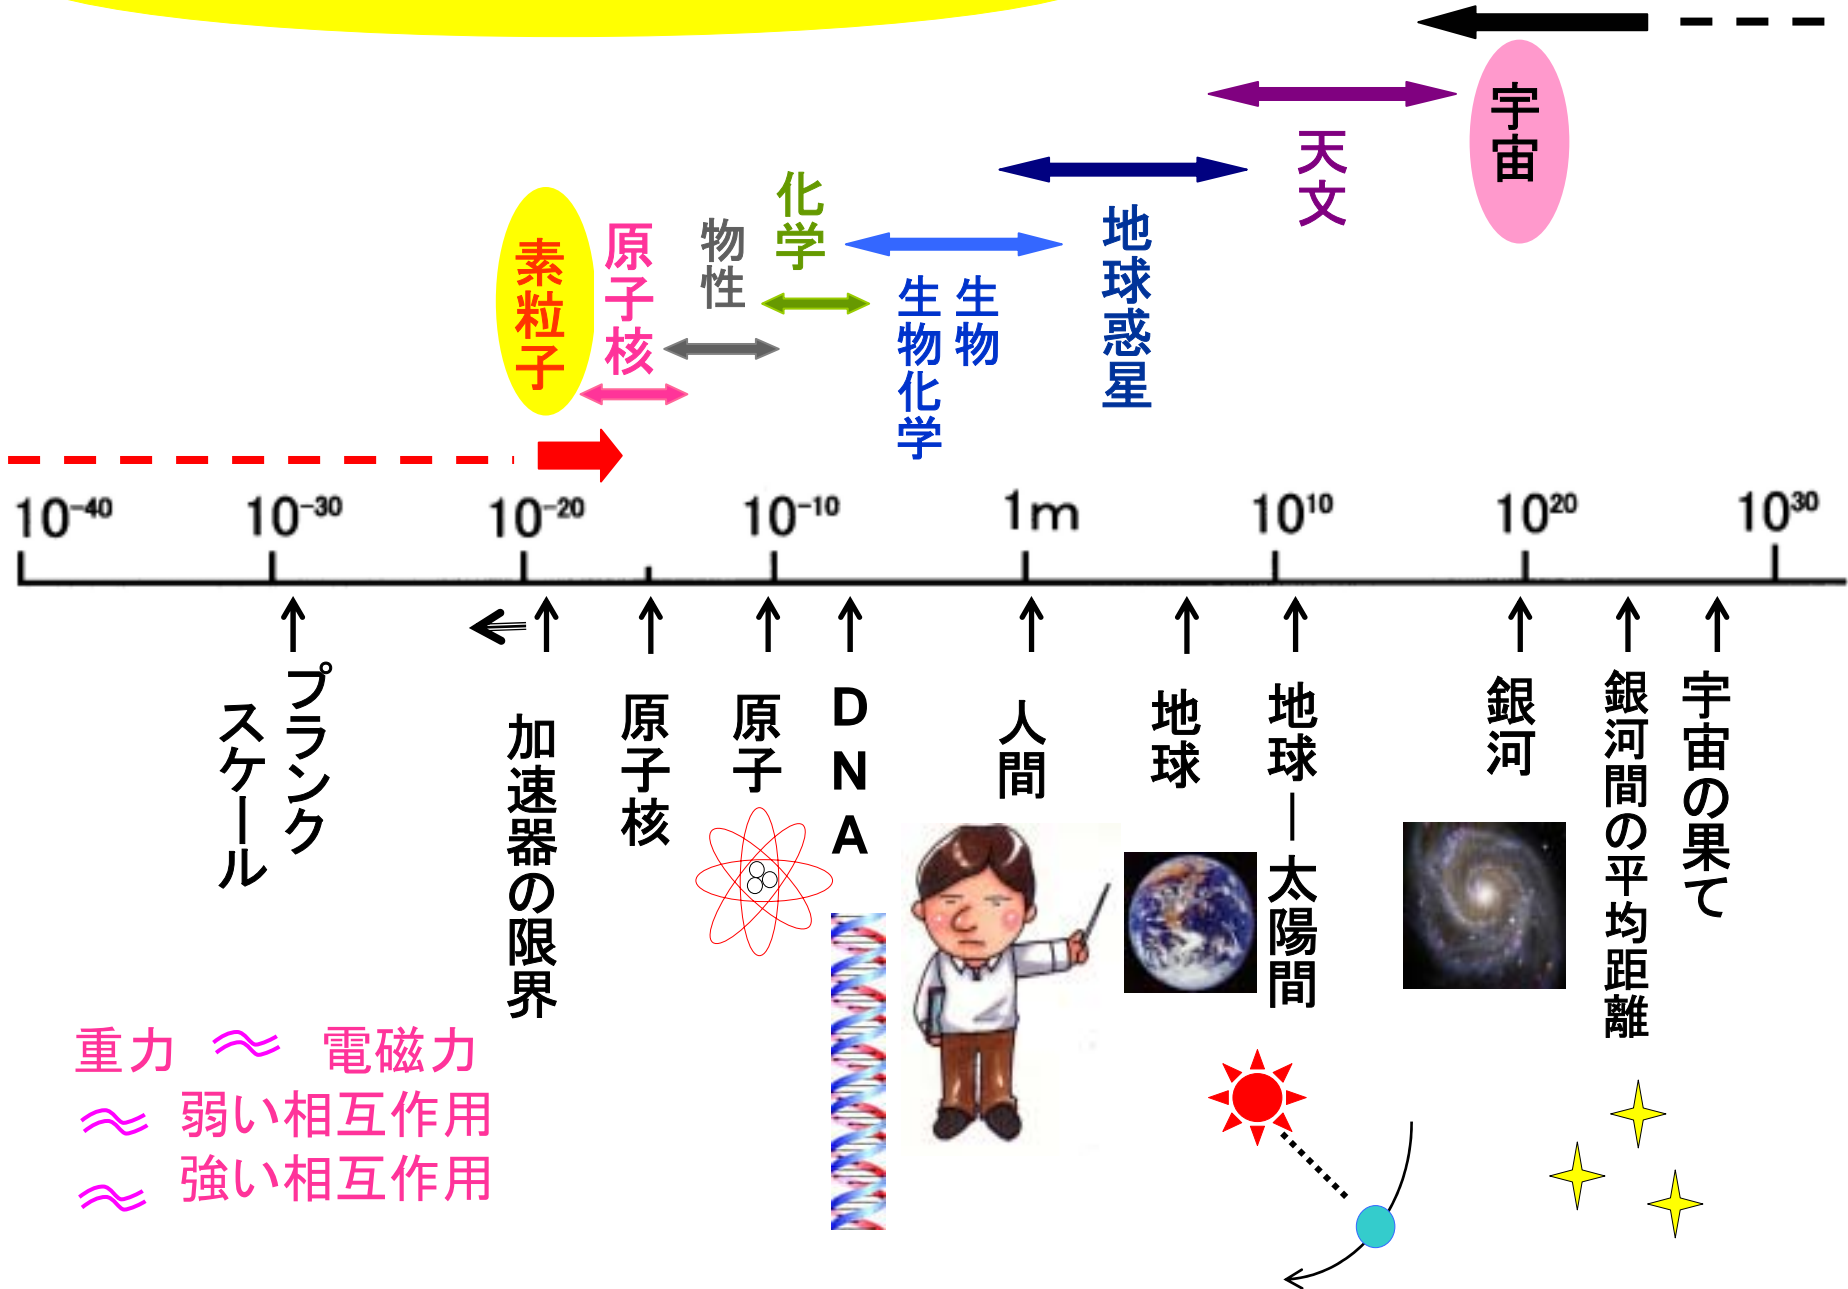 宇宙
天文
地球惑星
化学
物性
原子核
素粒子
生物
生物化学
10⁻⁴⁰
10⁻³⁰
10⁻²⁰
10⁻¹⁰
1m
10¹⁰
10²⁰
10³⁰
プランク
スケール
加速器の限界
原子核
原子
DNA
人間
地球
地球―太陽間
銀河
銀河間の平均距離
宇宙の果て
重力 ≈ 電磁力
≈ 弱い相互作用
≈ 強い相互作用